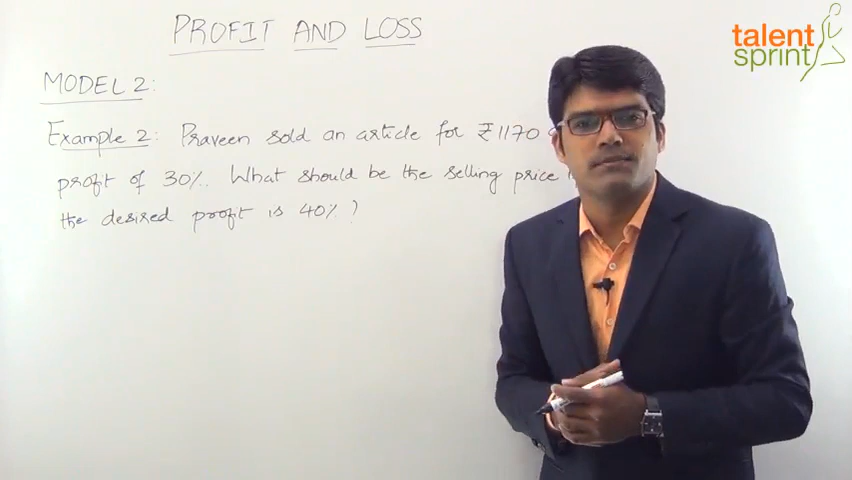 talent
sprint
PROFIT AND LOSS
MODEL 2:
Example 2: Praveen sold an article for ₹1170
profit of 30%. What should be the selling price
the desired profit is 40% ?